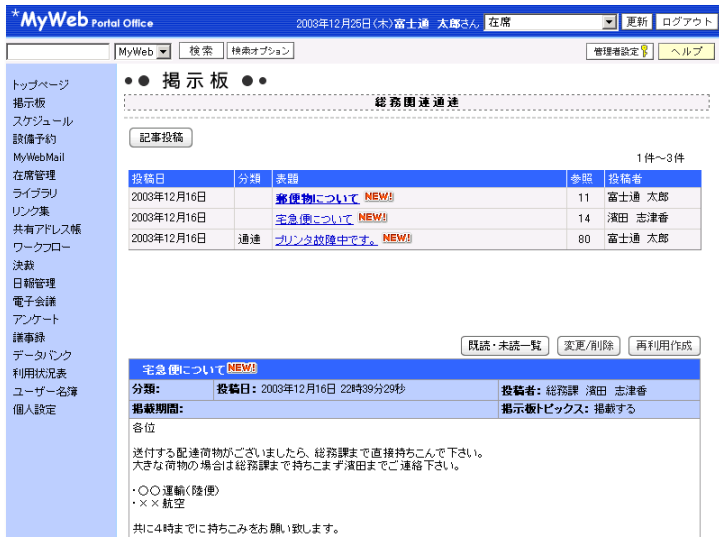 *MyWeb Portal Office 2003年12月25日(木)富士通 太郎さん 在席 更新 ログアウト
MyWeb 検索 検索オプション 管理者設定 ヘルプ
トップページ
掲示板
スケジュール
設備予約
MyWebMail
在席管理
ライブラリ
リンク集
共有アドレス帳
ワークフロー
決裁
日報管理
電子会議
アンケート
議事録
データバンク
利用状況表
ユーザー名簿
個人設定
●● 掲示板 ●●
総務関連通達
記事投稿
1件～3件
投稿日 分類 表題 参照 投稿者
2003年12月16日 郵便物について NEW! 11 富士通 太郎
2003年12月16日 宅急便について NEW! 14 濱田 志津香
2003年12月16日 通達 プリンタ故障中です。 NEW! 80 富士通 太郎
既読・未読一覧 変更/削除 再利用作成
宅急便について NEW!
分類: 投稿日: 2003年12月16日 22時39分29秒 投稿者: 総務課 濱田 志津香
掲載期間: 掲示板トピックス: 掲載する
各位
送付する配達荷物がございましたら、総務課まで直接持ちこんで下さい。
大きな荷物の場合は総務課まで持ちこまず濱田までご連絡下さい。
・〇〇運輸(陸便)
・××航空
共に4時までに持ちこみをお願い致します。